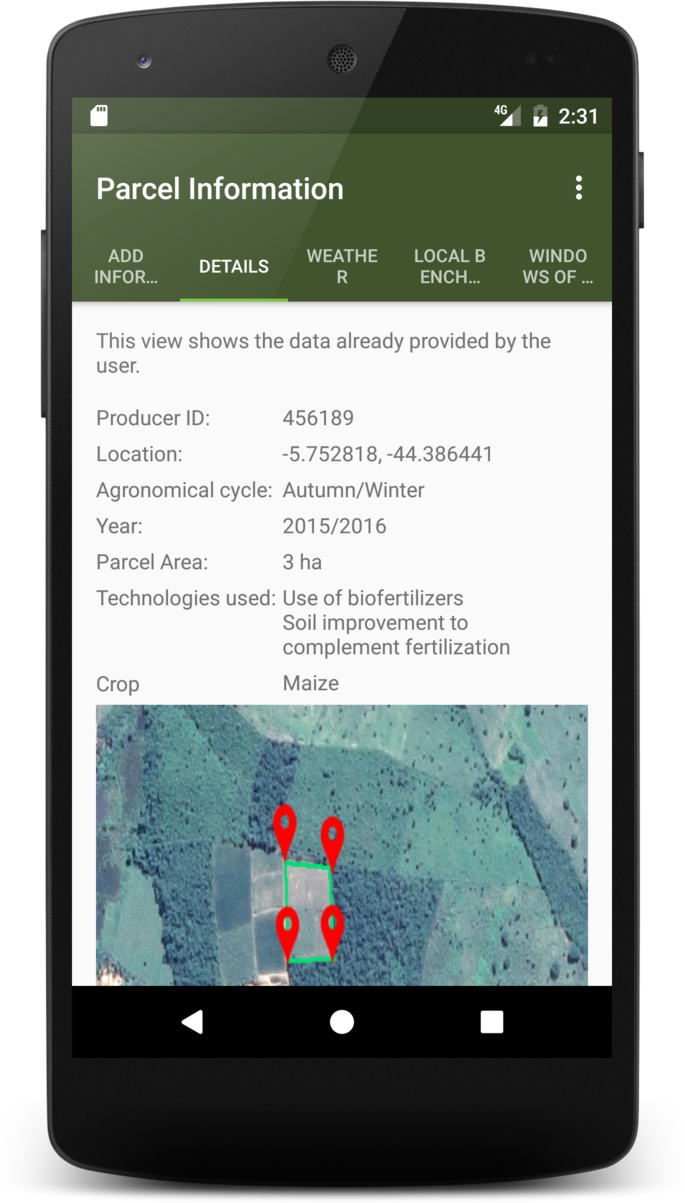 4G 2:31
Parcel Information
ADD
INFOR...
DETAILS
WEATHE
R
LOCAL B
ENCH...
WINDO
WS OF ...
This view shows the data already provided by the
user.
Producer ID: 456189
Location: -5.752818, -44.386441
Agronomical cycle: Autumn/Winter
Year: 2015/2016
Parcel Area: 3 ha
Technologies used: Use of biofertilizers
Soil improvement to
complement fertilization
Crop Maize